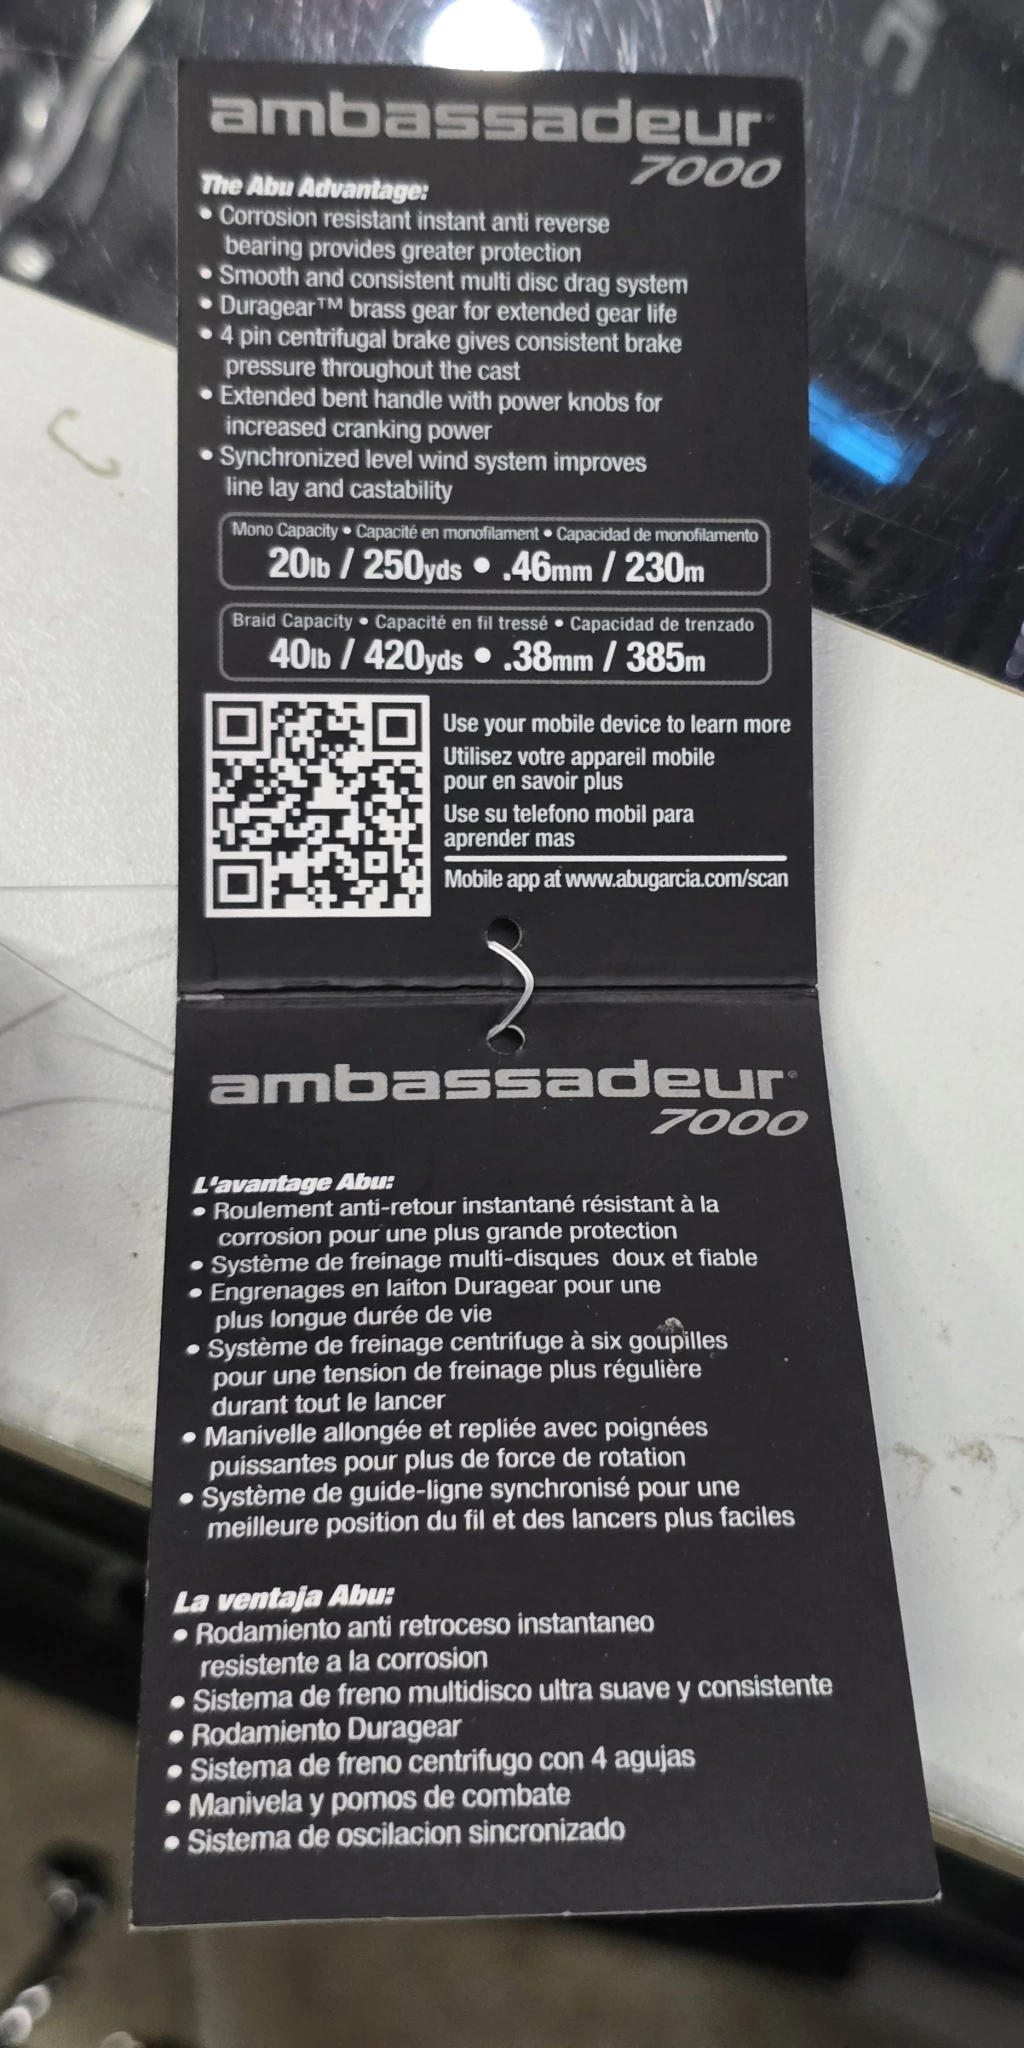 ambassadeur®
7000
The Abu Advantage:
• Corrosion resistant instant anti reverse
bearing provides greater protection
• Smooth and consistent multi disc drag system
• Duragear™ brass gear for extended gear life
• 4 pin centrifugal brake gives consistent brake
pressure throughout the cast
• Extended bent handle with power knobs for
increased cranking power
• Synchronized level wind system improves
line lay and castability
Mono Capacity • Capacité en monofilament • Capacidad de monofilamento
20lb / 250yds • .46mm / 230m
Braid Capacity • Capacité en fil tressé • Capacidad de trenzado
40lb / 420yds • .38mm / 385m
Use your mobile device to learn more
Utilisez votre appareil mobile
pour en savoir plus
Use su telefono mobil para
aprender mas
Mobile app at www.abugarcia.com/scan
ambassadeur®
7000
L'avantage Abu:
• Roulement anti-retour instantané résistant à la
corrosion pour une plus grande protection
• Système de freinage multi-disques doux et fiable
• Engrenages en laiton Duragear pour une
plus longue durée de vie
• Système de freinage centrifuge à six goupilles
pour une tension de freinage plus régulière
durant tout le lancer
• Manivelle allongée et repliée avec poignées
puissantes pour plus de force de rotation
• Système de guide-ligne synchronisé pour une
meilleure position du fil et des lancers plus faciles
La ventaja Abu:
• Rodamiento anti retroceso instantaneo
resistente a la corrosion
• Sistema de freno multidisco ultra suave y consistente
• Rodamiento Duragear
• Sistema de freno centrifugo con 4 agujas
• Manivela y pomos de combate
• Sistema de oscilacion sincronizado